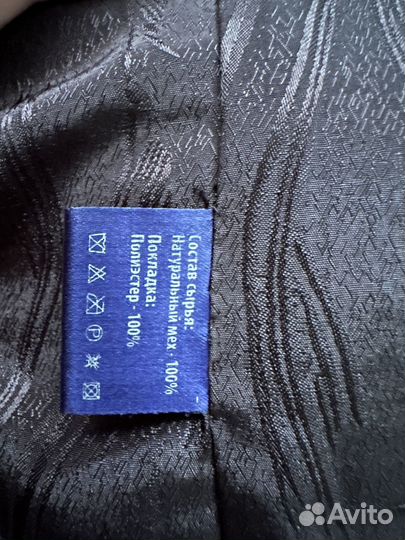 Состав сырья:
Натуральный мех - 100%
Покладка:
Полиэстер - 100%
P
Avito